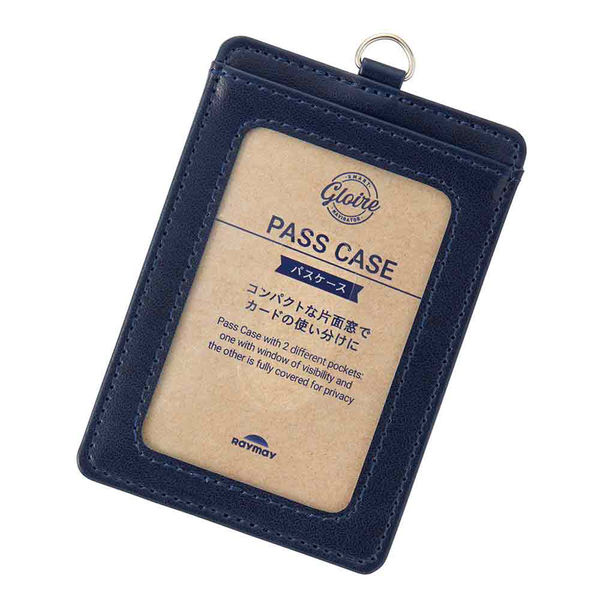 SMART
Gloire
NAVIGATOR
PASS CASE
パスケース
コンパクトな片面窓で
カードの使い分けに
Pass Case with 2 different pockets:
one with window of visibility and
the other is fully covered for privacy
RAYMAY